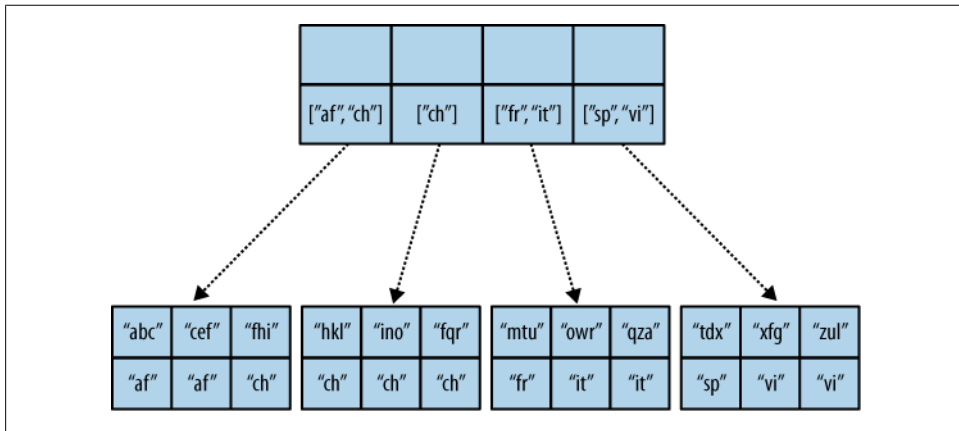 ["af", “ch”] ["ch”] ["fr”, “it”] ["sp”, “vi”]
“abc” “cef” “fhi” “hkl” “ino” “fqr” “mtu” “owr” “qza” “tdx” “xfg” “zul”
“af” “af” “ch” “ch” “ch” “ch” “fr” “it” “it” “sp” “vi” “vi”